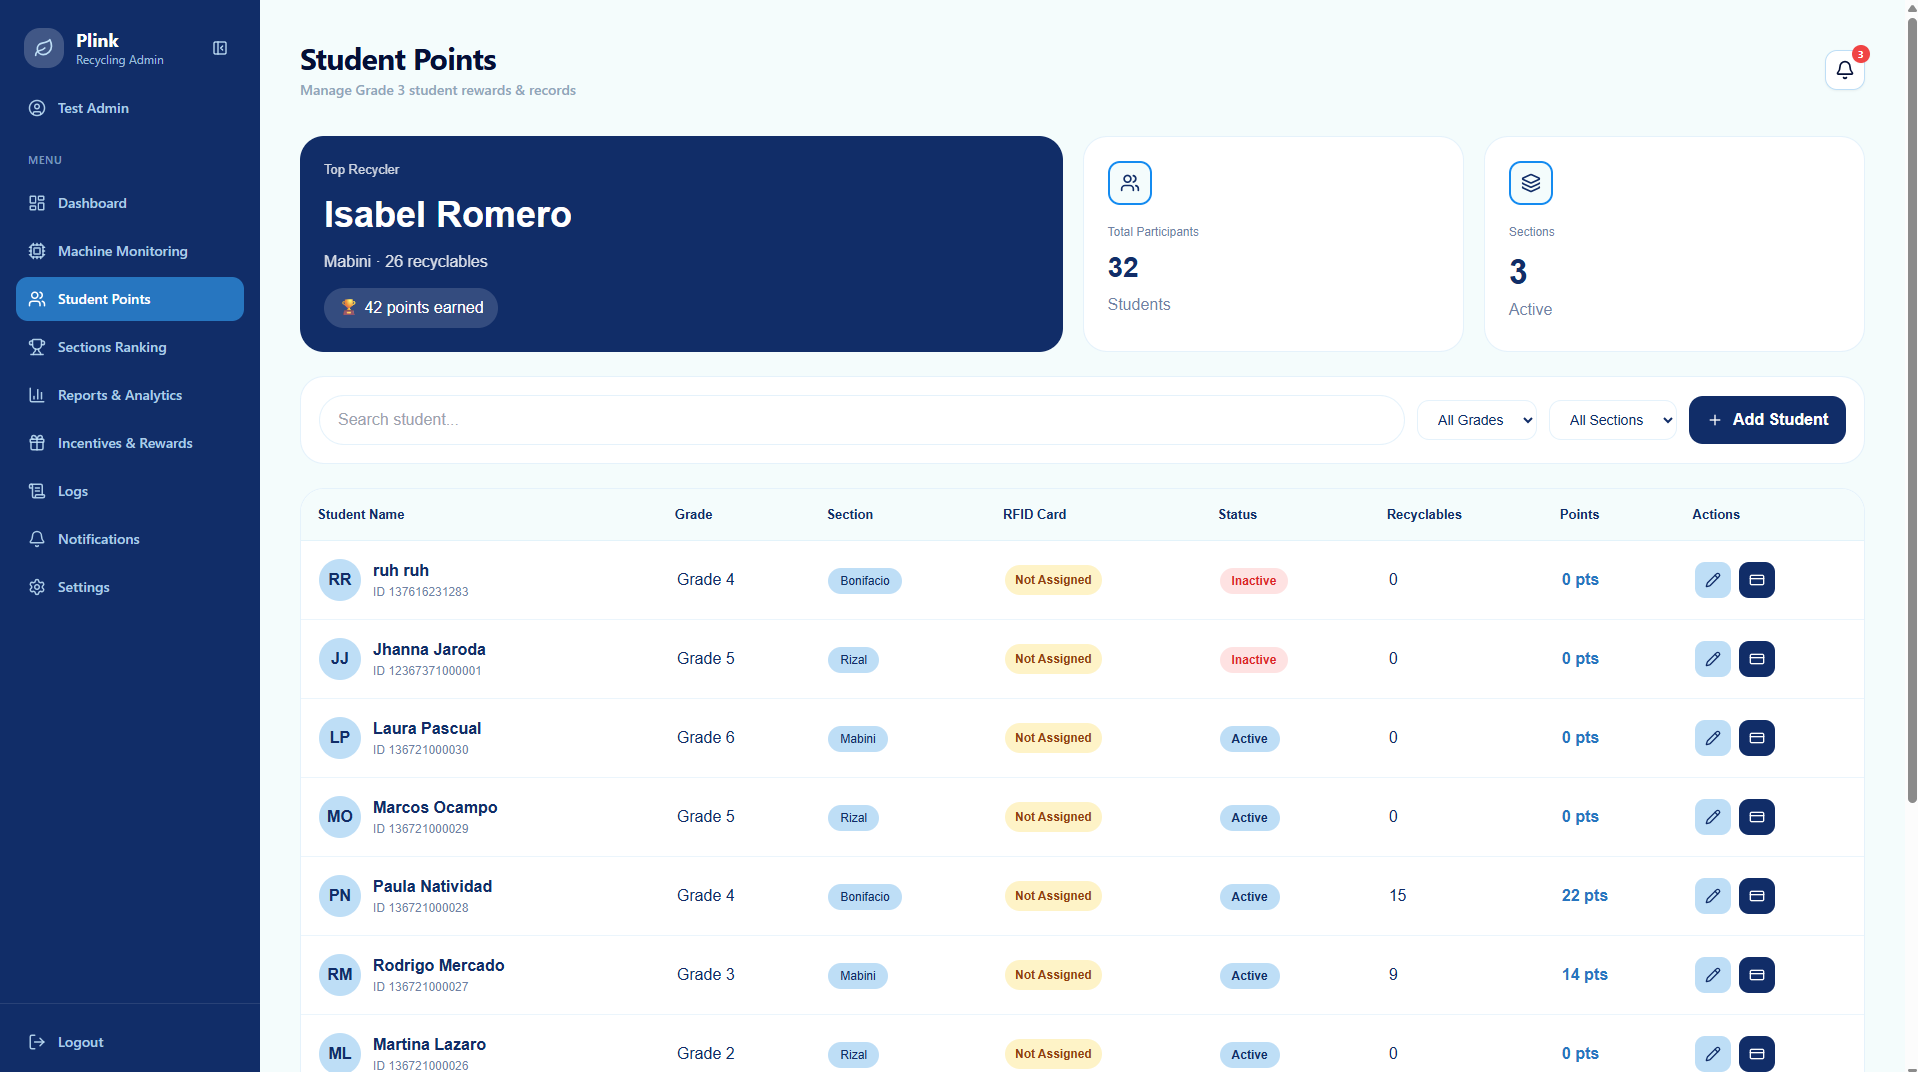 Plink
Recycling Admin
Test Admin
MENU
Dashboard
Machine Monitoring
Student Points
Sections Ranking
Reports & Analytics
Incentives & Rewards
Logs
Notifications
Settings
Logout
Student Points
Manage Grade 3 student rewards & records
3
Top Recycler
Isabel Romero
Mabini · 26 recyclables
🏆 42 points earned
Total Participants
32
Students
Sections
3
Active
Search student...
All Grades
All Sections
+ Add Student
Student Name Grade Section RFID Card Status Recyclables Points Actions
RR ruh ruh Grade 4 Bonifacio Not Assigned Inactive 0 0 pts
ID 137616231283
JJ Jhanna Jaroda Grade 5 Rizal Not Assigned Inactive 0 0 pts
ID 12367371000001
LP Laura Pascual Grade 6 Mabini Not Assigned Active 0 0 pts
ID 136721000030
MO Marcos Ocampo Grade 5 Rizal Not Assigned Active 0 0 pts
ID 136721000029
PN Paula Natividad Grade 4 Bonifacio Not Assigned Active 15 22 pts
ID 136721000028
RM Rodrigo Mercado Grade 3 Mabini Not Assigned Active 9 14 pts
ID 136721000027
ML Martina Lazaro Grade 2 Rizal Not Assigned Active 0 0 pts
ID 136721000026